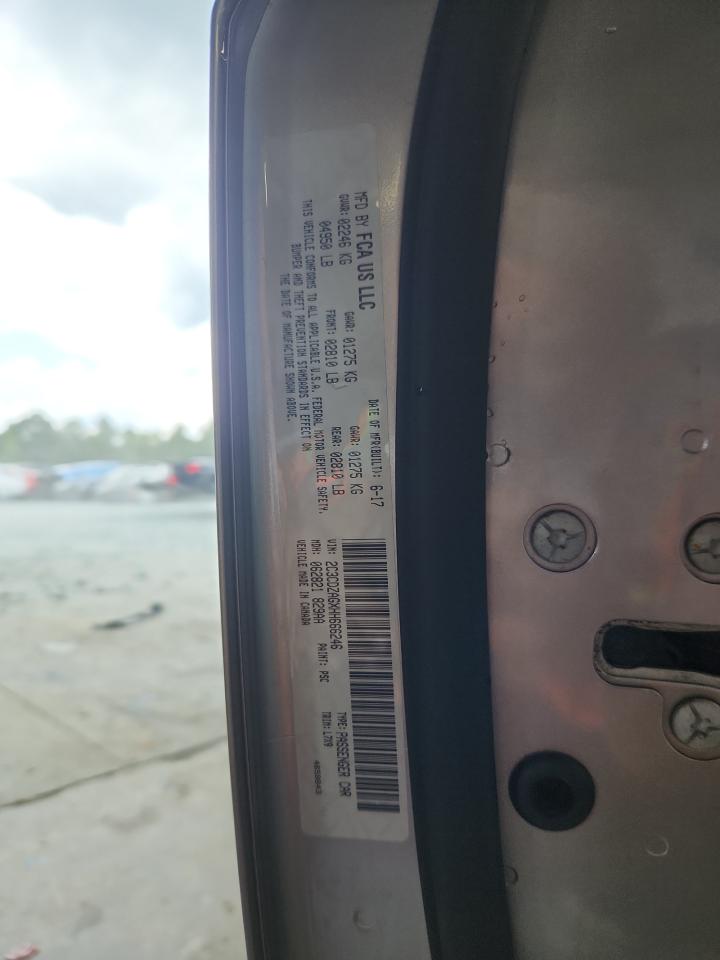 MFD BY FCA US LLC
DATE OF MFR(BUILT): 6-17
GVWR: 02246 KG GAWR: 01275 KG GAWR: 01275 KG
04950 LB FRONT: 02810 LB REAR: 02810 LB
THIS VEHICLE CONFORMS TO ALL APPLICABLE U.S.A. FEDERAL MOTOR VEHICLE SAFETY,
BUMPER AND THEFT PREVENTION STANDARDS IN EFFECT ON
THE DATE OF MANUFACTURE SHOWN ABOVE.
VIN: 2C3CDZAGXHH666246 TYPE: PASSENGER CAR
MDH: 062821 829AA PAINT: PSC TRIM: L7X9
VEHICLE MADE IN CANADA